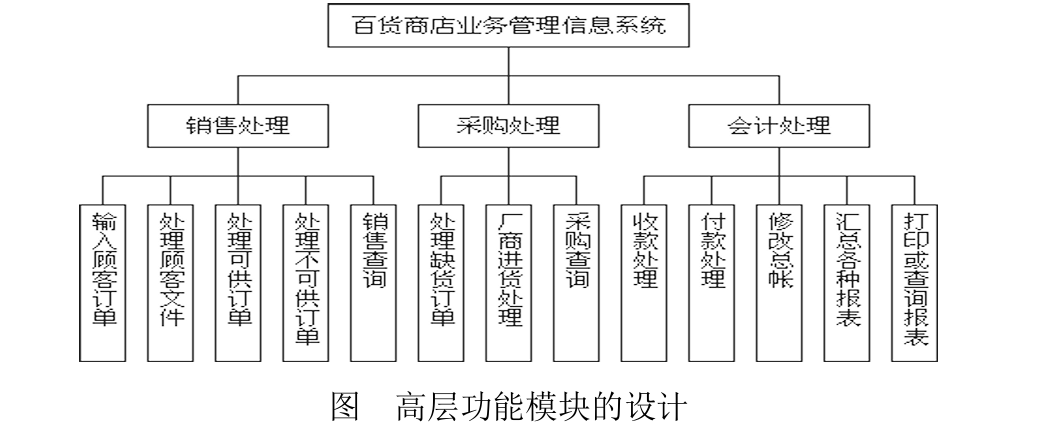 百货商店业务管理信息系统
销售处理
采购处理
会计处理
输入顾客订单
处理顾客文件
处理可供订单
处理不可供订单
销售查询
处理缺货订单
厂商进货处理
采购查询
收款处理
付款处理
修改总帐
汇总各种报表
打印或查询报表
图 高层功能模块的设计